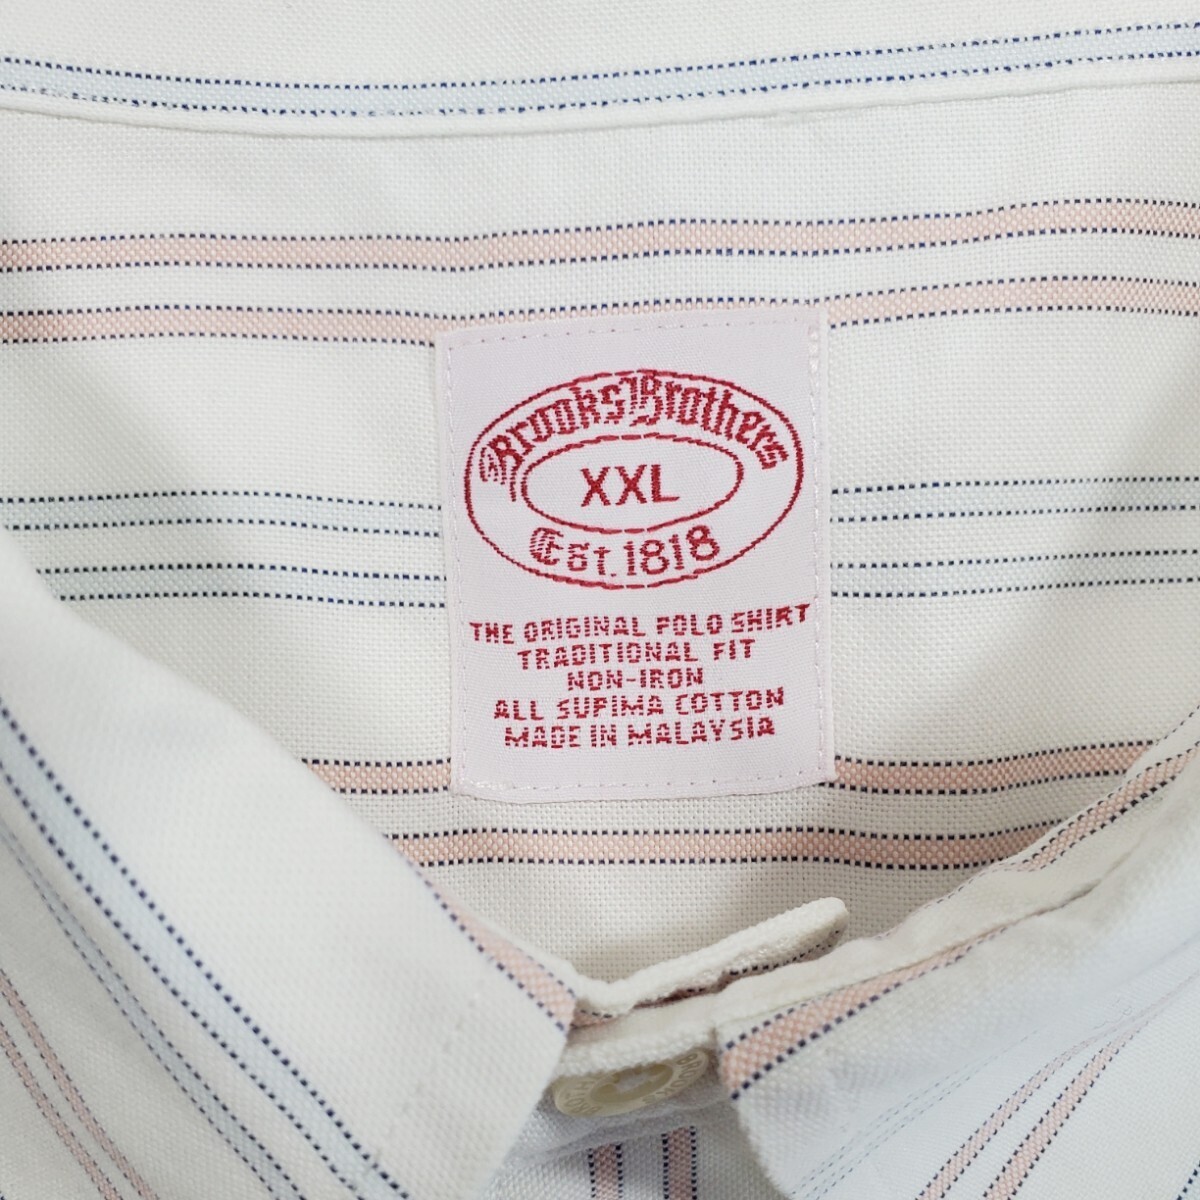 Brooks Brothers
XXL
Est. 1818
THE ORIGINAL POLO SHIRT
TRADITIONAL FIT
NON-IRON
ALL SUPIMA COTTON
MADE IN MALAYSIA